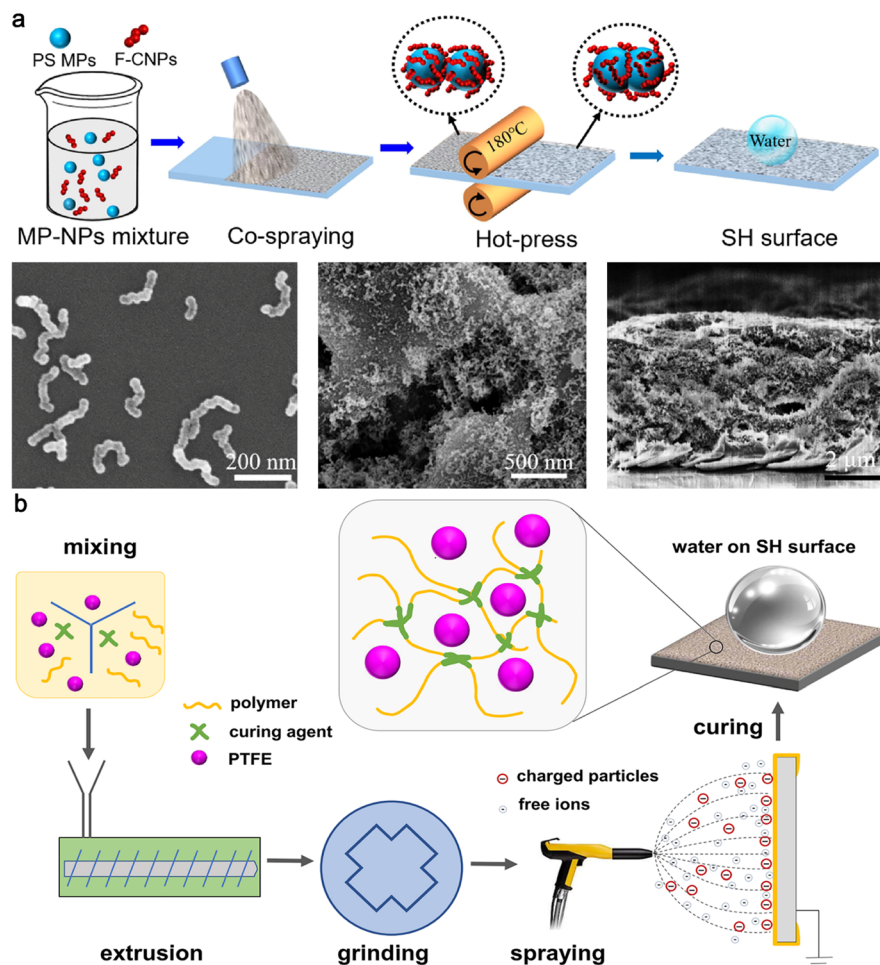 a
PS MPs
F-CNPs
180°C
Water
MP-NPs mixture
Co-spraying
Hot-press
SH surface
200 nm
500 nm
2 μm
b
mixing
water on SH surface
polymer
curing agent
PTFE
curing
charged particles
free ions
extrusion
grinding
spraying